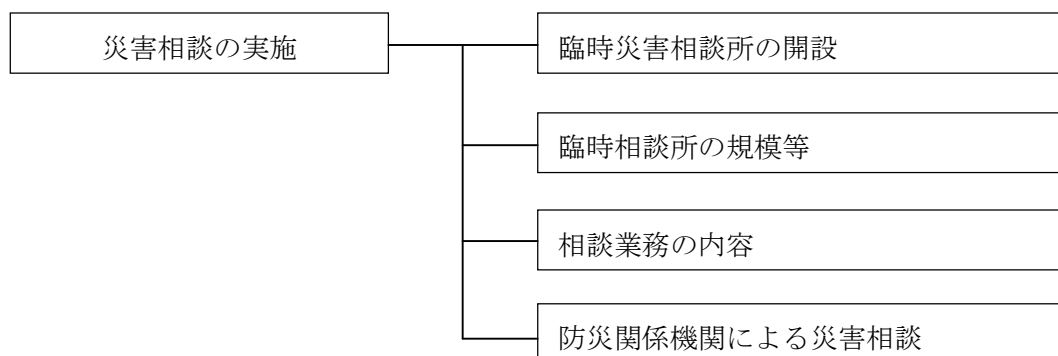 災害相談の実施
臨時災害相談所の開設
臨時相談所の規模等
相談業務の内容
防災関係機関による災害相談